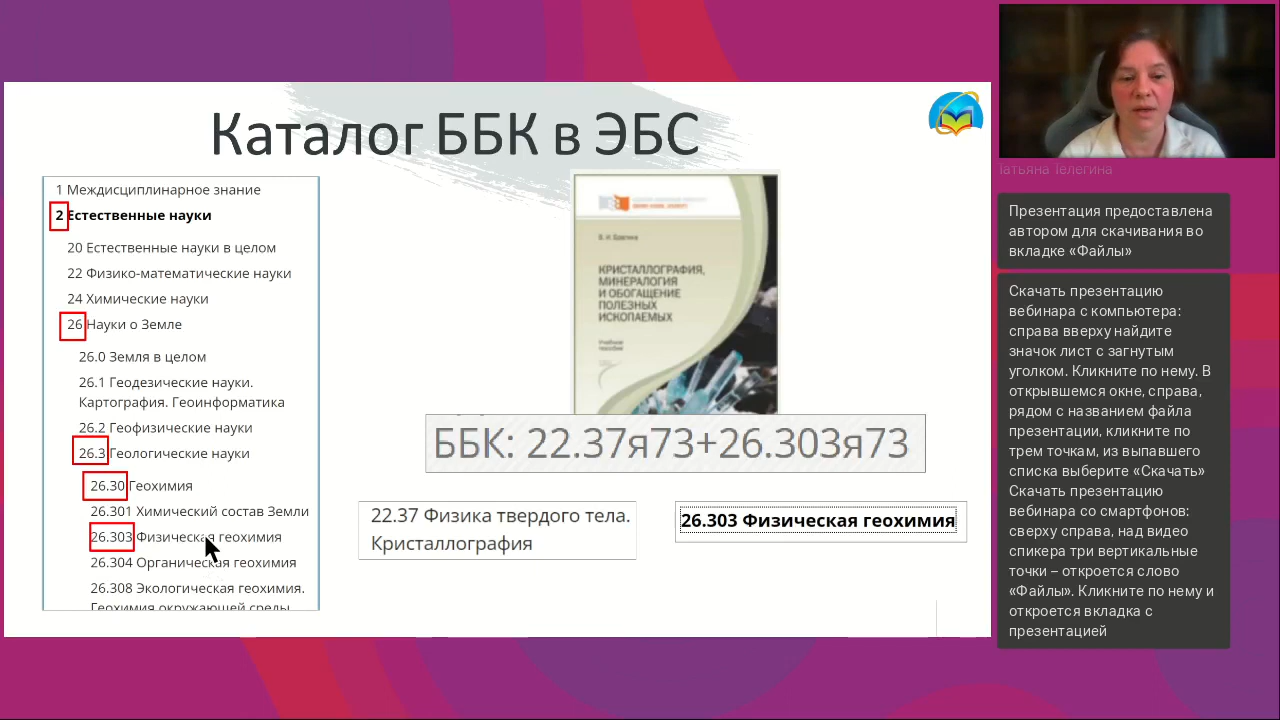 Каталог ББК в ЭБС
1 Междисциплинарное знание
2 Естественные науки
20 Естественные науки в целом
22 Физико-математические науки
24 Химические науки
26 Науки о Земле
26.0 Земля в целом
26.1 Геодезические науки.
Картография. Геоинформатика
26.2 Геофизические науки
26.3 Геологические науки
26.30 Геохимия
26.301 Химический состав Земли
26.303 Физическая геохимия
26.304 Органическая геохимия
26.308 Экологическая геохимия.
Геохимия окружающей среды
КРИСТАЛЛОГРАФИЯ,
МИНЕРАЛОГИЯ
И ОБОГАЩЕНИЕ
ПОЛЕЗНЫХ
ИСКОПАЕМЫХ
Учебное
пособие
ББК: 22.37я73+26.303я73
22.37 Физика твердого тела.
Кристаллография
26.303 Физическая геохимия
Татьяна Телегина
Презентация предоставлена
автором для скачивания во
вкладке «Файлы»
Скачать презентацию
вебинара с компьютера:
справа вверху найдите
значок лист с загнутым
уголком. Кликните по нему. В
открывшемся окне, справа,
рядом с названием файла
презентации, кликните по
трем точкам, из выпавшего
списка выберите «Скачать»
Скачать презентацию
вебинара со смартфонов:
сверху справа, над видео
спикера три вертикальные
точки – откроется слово
«Файлы». Кликните по нему и
откроется вкладка с
презентацией